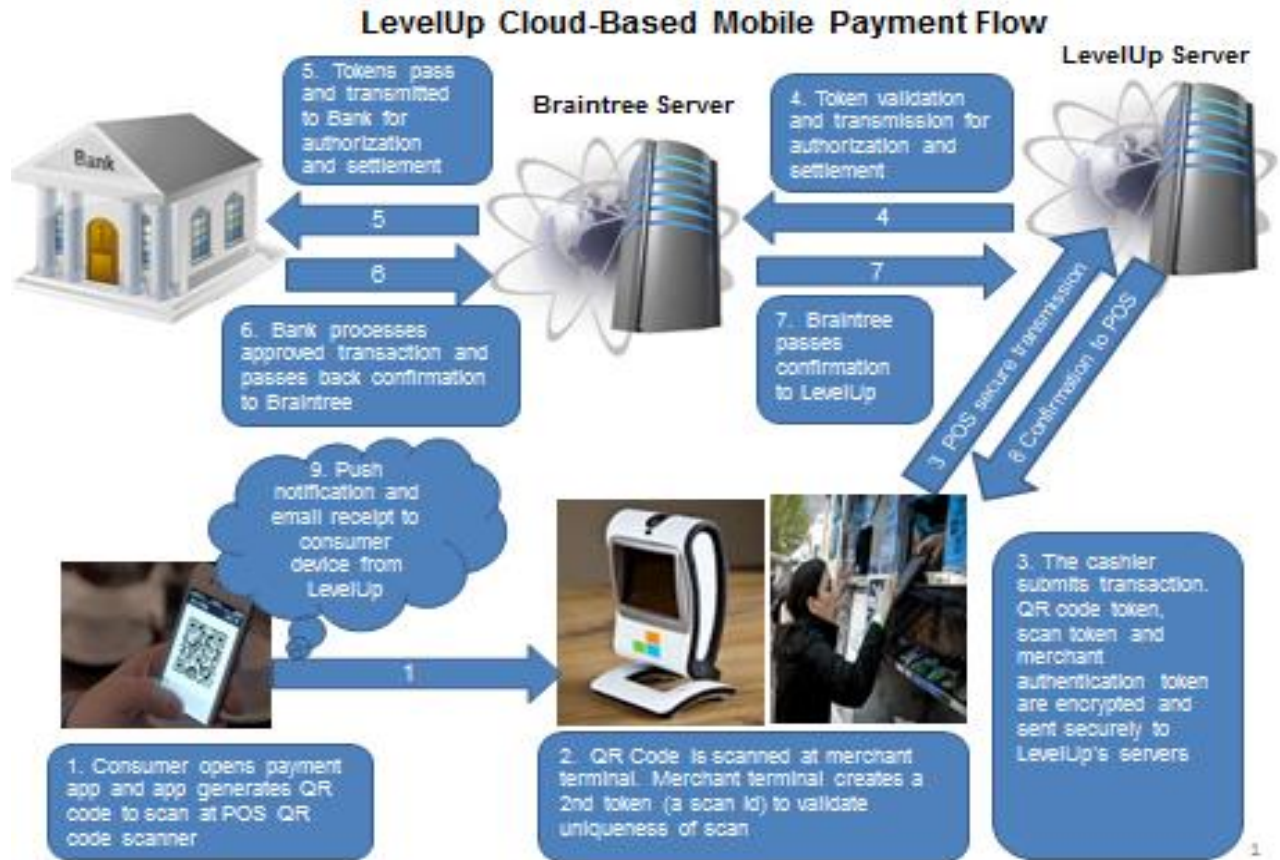 LevelUp Cloud-Based Mobile Payment Flow
LevelUp Server
Braintree Server
Bank
5. Tokens pass
and transmitted
to Bank for
authorization
and settlement
4. Token validation
and transmission for
authorization and
settlement
5
4
6
7
6. Bank processes
approved transaction and
passes back confirmation
to Braintree
7. Braintree
passes
confirmation
to LevelUp
3 POS secure transmission
8 Confirmation to POS
9. Push
notification and
email receipt to
consumer
device from
LevelUp
1
1. Consumer opens payment
app and app generates QR
code to scan at POS QR
code scanner
2. QR Code is scanned at merchant
terminal. Merchant terminal creates a
2nd token (a scan id) to validate
uniqueness of scan
3. The cashier
submits transaction.
QR code token,
scan token and
merchant
authentication token
are encrypted and
sent securely to
LevelUp's servers
1